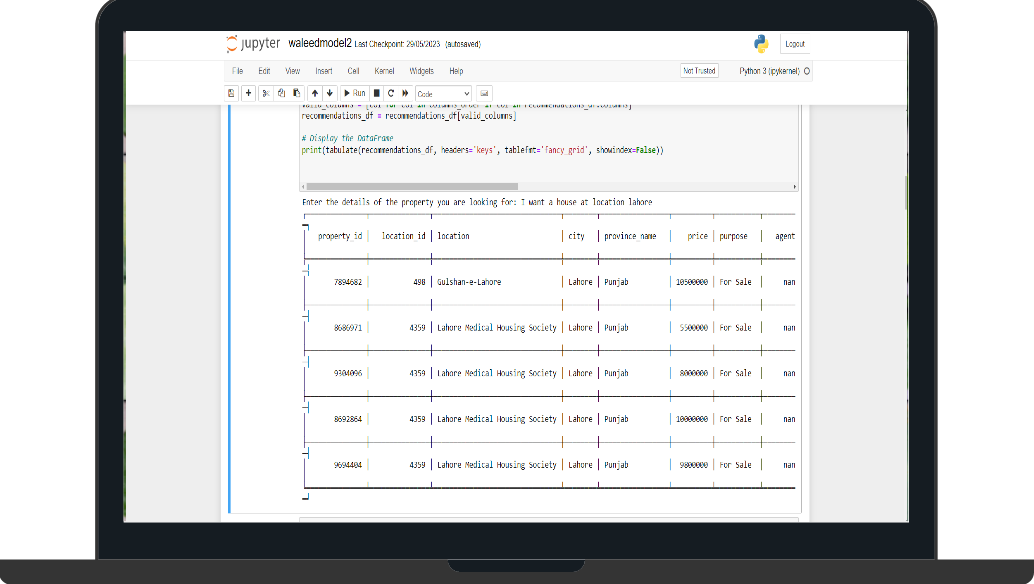 jupyter waleedmodel2 Last Checkpoint: 29/05/2023 (autosaved) Logout
File Edit View Insert Cell Kernel Widgets Help Not Trusted Python 3 (ipykernel)
Run Code
valid_columns = [col for col in columns_order if col in recommendations_df.columns]
recommendations_df = recommendations_df[valid_columns]
# Display the DataFrame
print(tabulate(recommendations_df, headers='keys', tablefmt='fancy_grid', showindex=False))
Enter the details of the property you are looking for: I want a house at location lahore
property_id location_id location city province_name price purpose agent
7894682 498 Gulshan-e-Lahore Lahore Punjab 10500000 For Sale nan
8686971 4359 Lahore Medical Housing Society Lahore Punjab 5500000 For Sale nan
9304096 4359 Lahore Medical Housing Society Lahore Punjab 8000000 For Sale nan
8692864 4359 Lahore Medical Housing Society Lahore Punjab 10000000 For Sale nan
9694404 4359 Lahore Medical Housing Society Lahore Punjab 9800000 For Sale nan